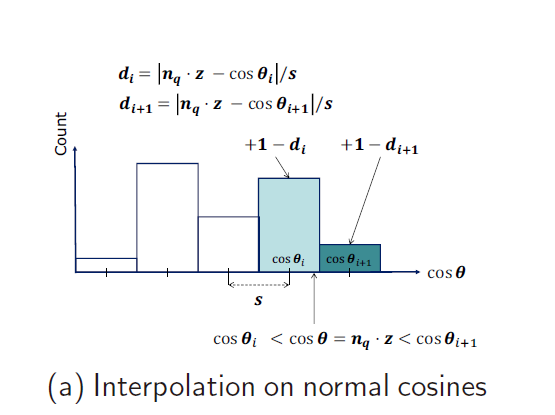 d_i = |n_q · z − cos θ_i|/s
d_{i+1} = |n_q · z − cos θ_{i+1}|/s
Count
+1 − d_i +1 − d_{i+1}
cos θ_i cos θ_{i+1}
cos θ
s
cos θ_i < cos θ = n_q · z < cos θ_{i+1}
(a) Interpolation on normal cosines